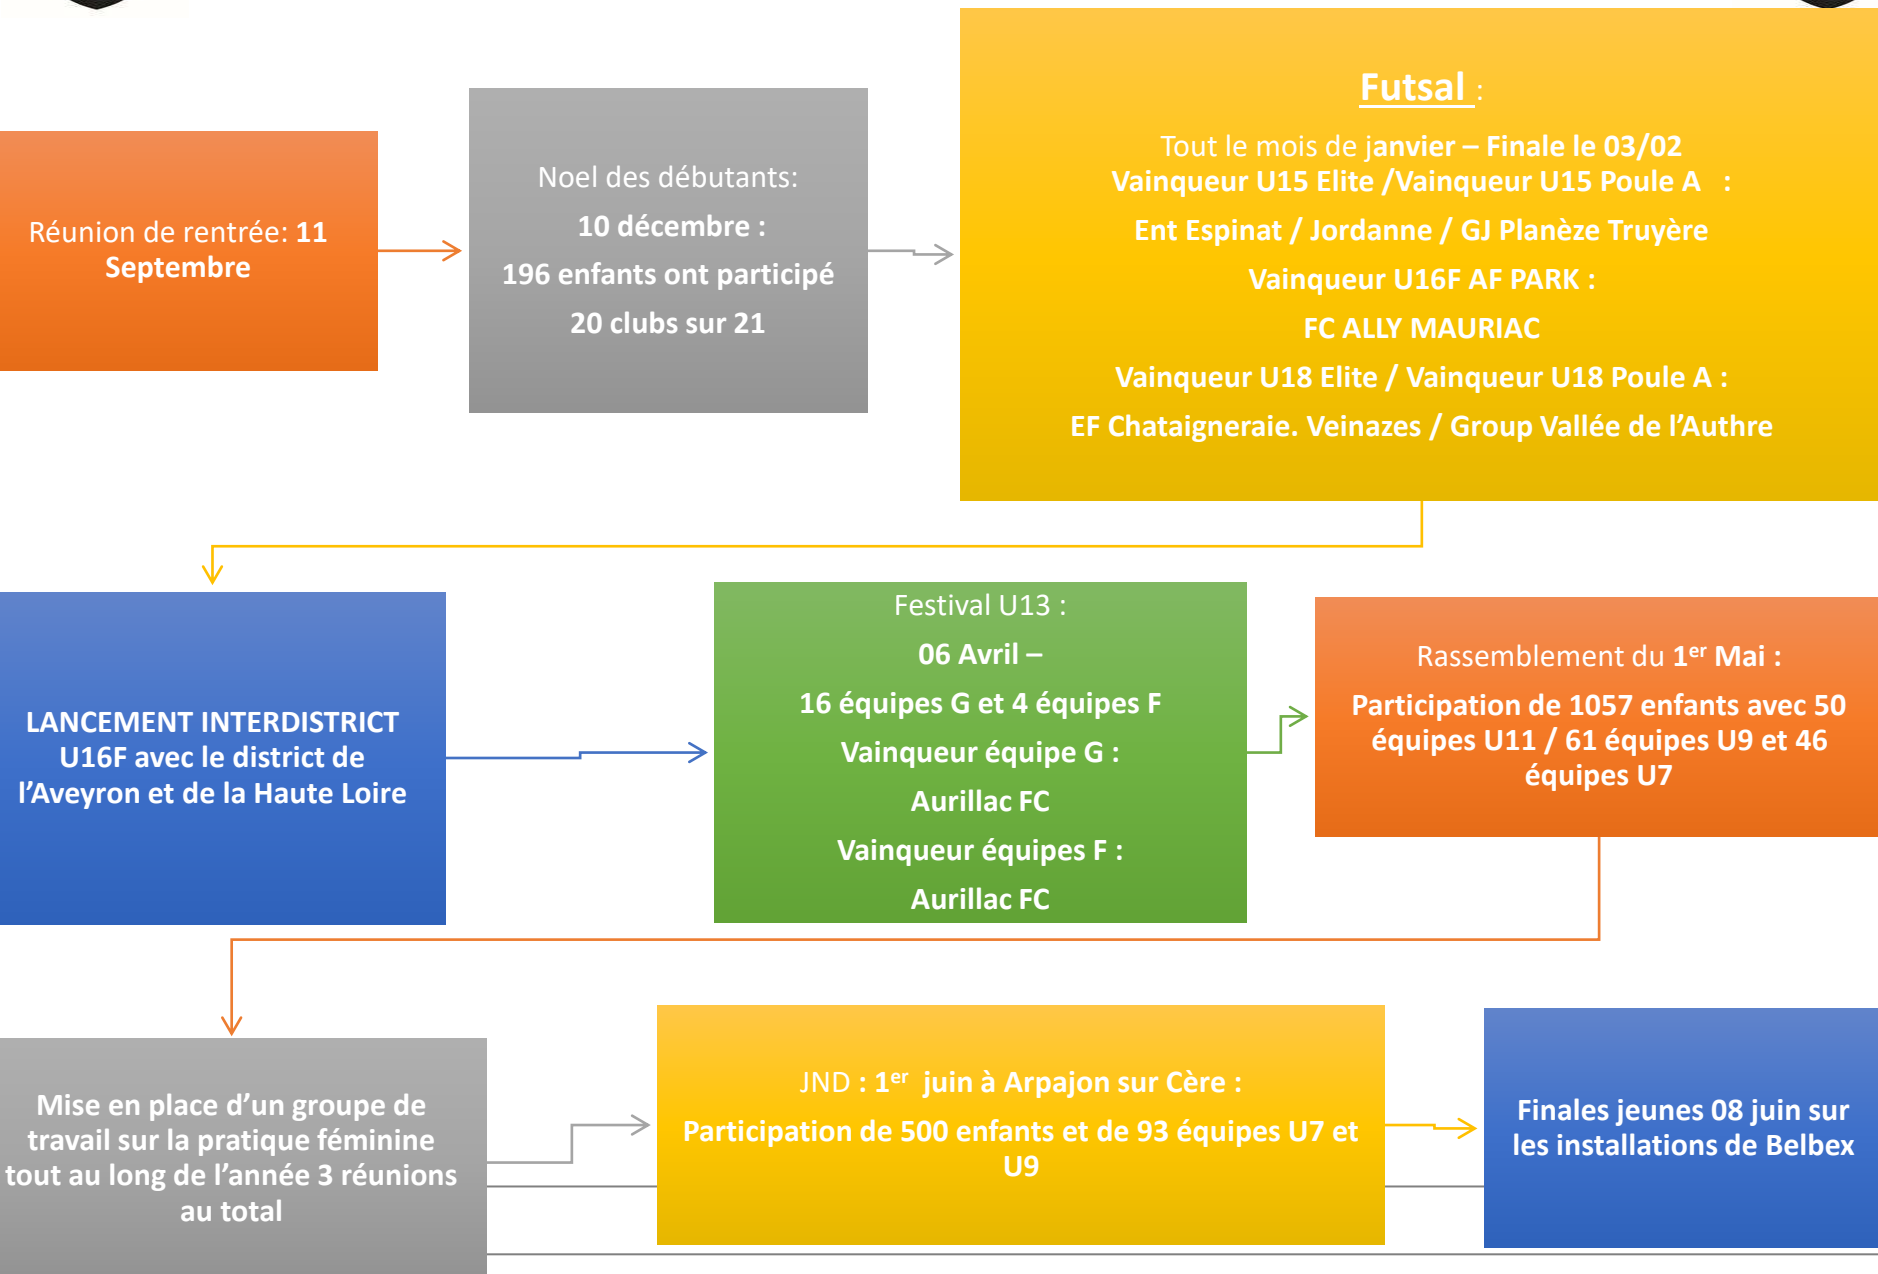 Réunion de rentrée: 11
Septembre
Noel des débutants:
10 décembre :
196 enfants ont participé
20 clubs sur 21
Futsal :
Tout le mois de janvier – Finale le 03/02
Vainqueur U15 Elite /Vainqueur U15 Poule A :
Ent Espinat / Jordanne / GJ Planèze Truyère
Vainqueur U16F AF PARK :
FC ALLY MAURIAC
Vainqueur U18 Elite / Vainqueur U18 Poule A :
EF Chataigneraie. Veinazes / Group Vallée de l’Authre
LANCEMENT INTERDISTRICT
U16F avec le district de
l’Aveyron et de la Haute Loire
Festival U13 :
06 Avril –
16 équipes G et 4 équipes F
Vainqueur équipe G :
Aurillac FC
Vainqueur équipes F :
Aurillac FC
Rassemblement du 1er Mai :
Participation de 1057 enfants avec 50
équipes U11 / 61 équipes U9 et 46
équipes U7
Mise en place d’un groupe de
travail sur la pratique féminine
tout au long de l’année 3 réunions
au total
JND : 1er juin à Arpajon sur Cère :
Participation de 500 enfants et de 93 équipes U7 et
U9
Finales jeunes 08 juin sur
les installations de Belbex